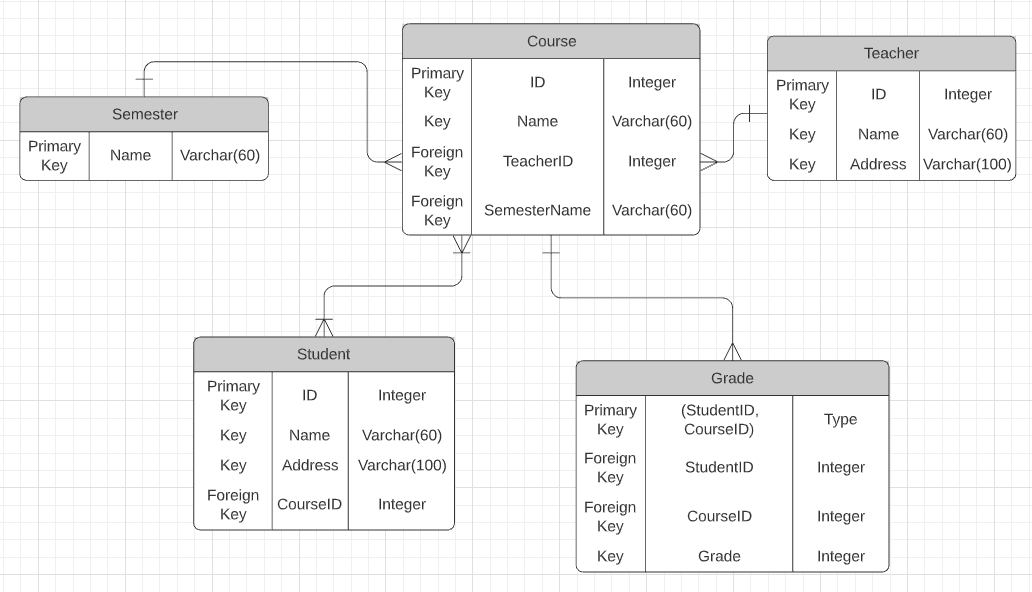 Course
Primary
Key
ID
Integer
Key
Name
Varchar(60)
Foreign
Key
TeacherID
Integer
Foreign
Key
SemesterName
Varchar(60)
Teacher
Primary
Key
ID
Integer
Key
Name
Varchar(60)
Key
Address
Varchar(100)
Semester
Primary
Key
Name
Varchar(60)
Student
Primary
Key
ID
Integer
Key
Name
Varchar(60)
Key
Address
Varchar(100)
Foreign
Key
CourseID
Integer
Grade
Primary
Key
(StudentID,
CourseID)
Type
Foreign
Key
StudentID
Integer
Foreign
Key
CourseID
Integer
Key
Grade
Integer